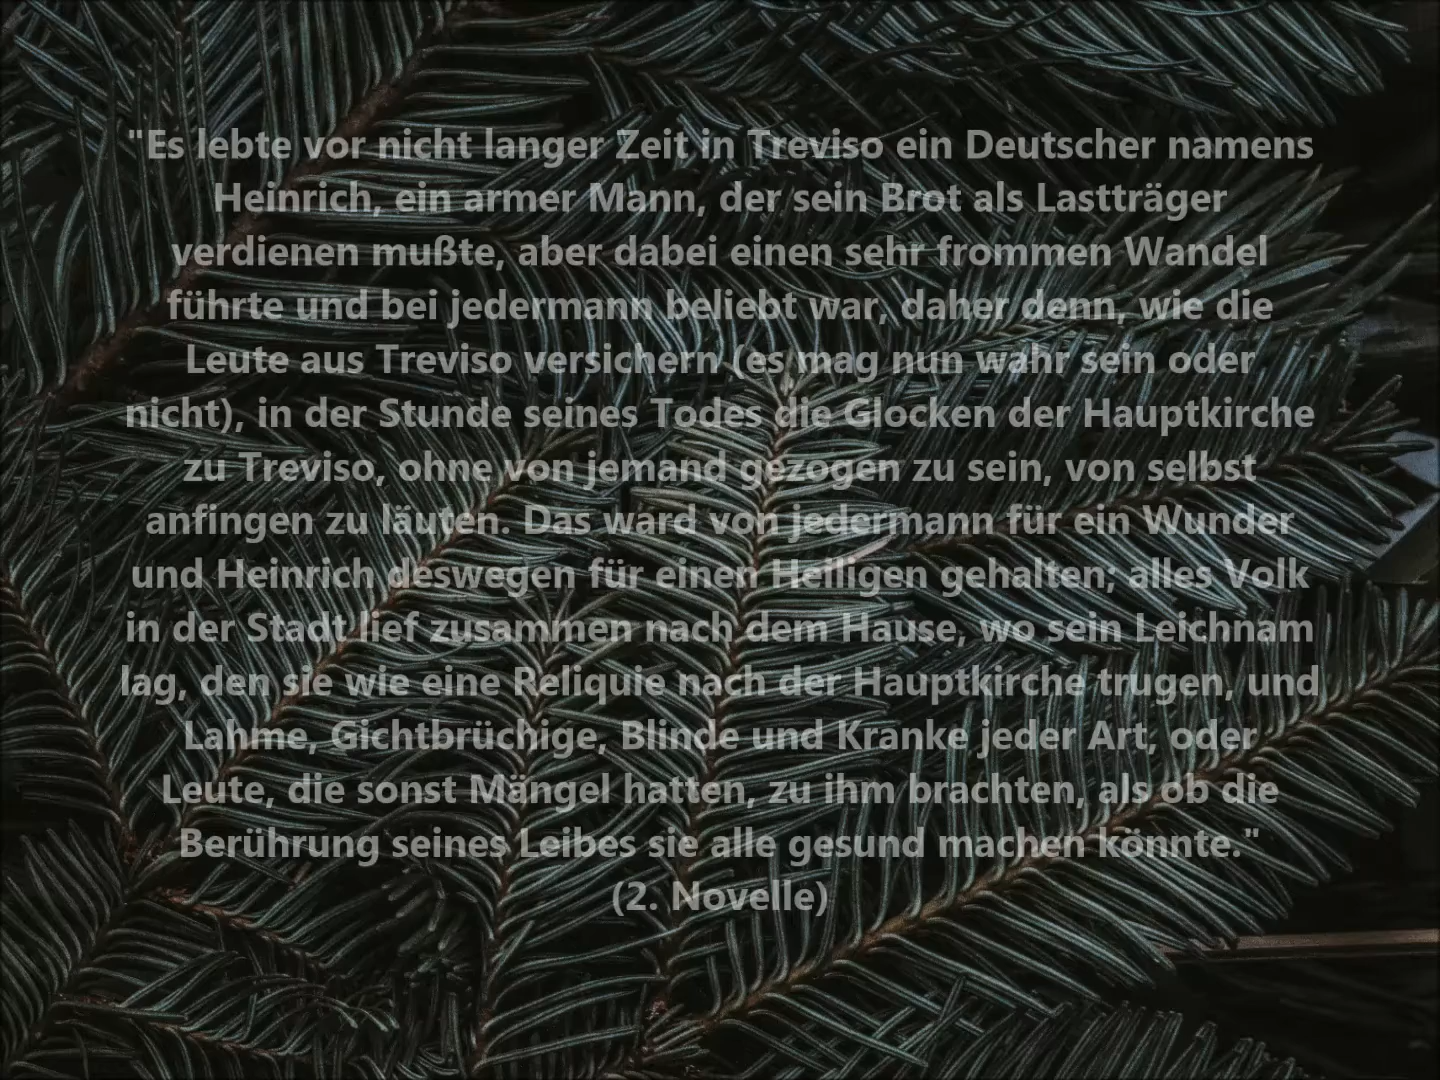 "Es lebte vor nicht langer Zeit in Treviso ein Deutscher namens
Heinrich, ein armer Mann, der sein Brot als Lastträger
verdienen mußte, aber dabei einen sehr frommen Wandel
führte und bei jedermann beliebt war, daher denn, wie die
Leute aus Treviso versichern (es mag nun wahr sein oder
nicht), in der Stunde seines Todes die Glocken der Hauptkirche
zu Treviso, ohne von jemand gezogen zu sein, von selbst
anfingen zu läuten. Das ward von jedermann für ein Wunder
und Heinrich deswegen für einen Heiligen gehalten; alles Volk
in der Stadt lief zusammen nach dem Hause, wo sein Leichnam
lag, den sie wie eine Reliquie nach der Hauptkirche trugen, und
Lahme, Gichtbrüchige, Blinde und Kranke jeder Art, oder
Leute, die sonst Mängel hatten, zu ihm brachten, als ob die
Berührung seines Leibes sie alle gesund machen könnte."
(2. Novelle)